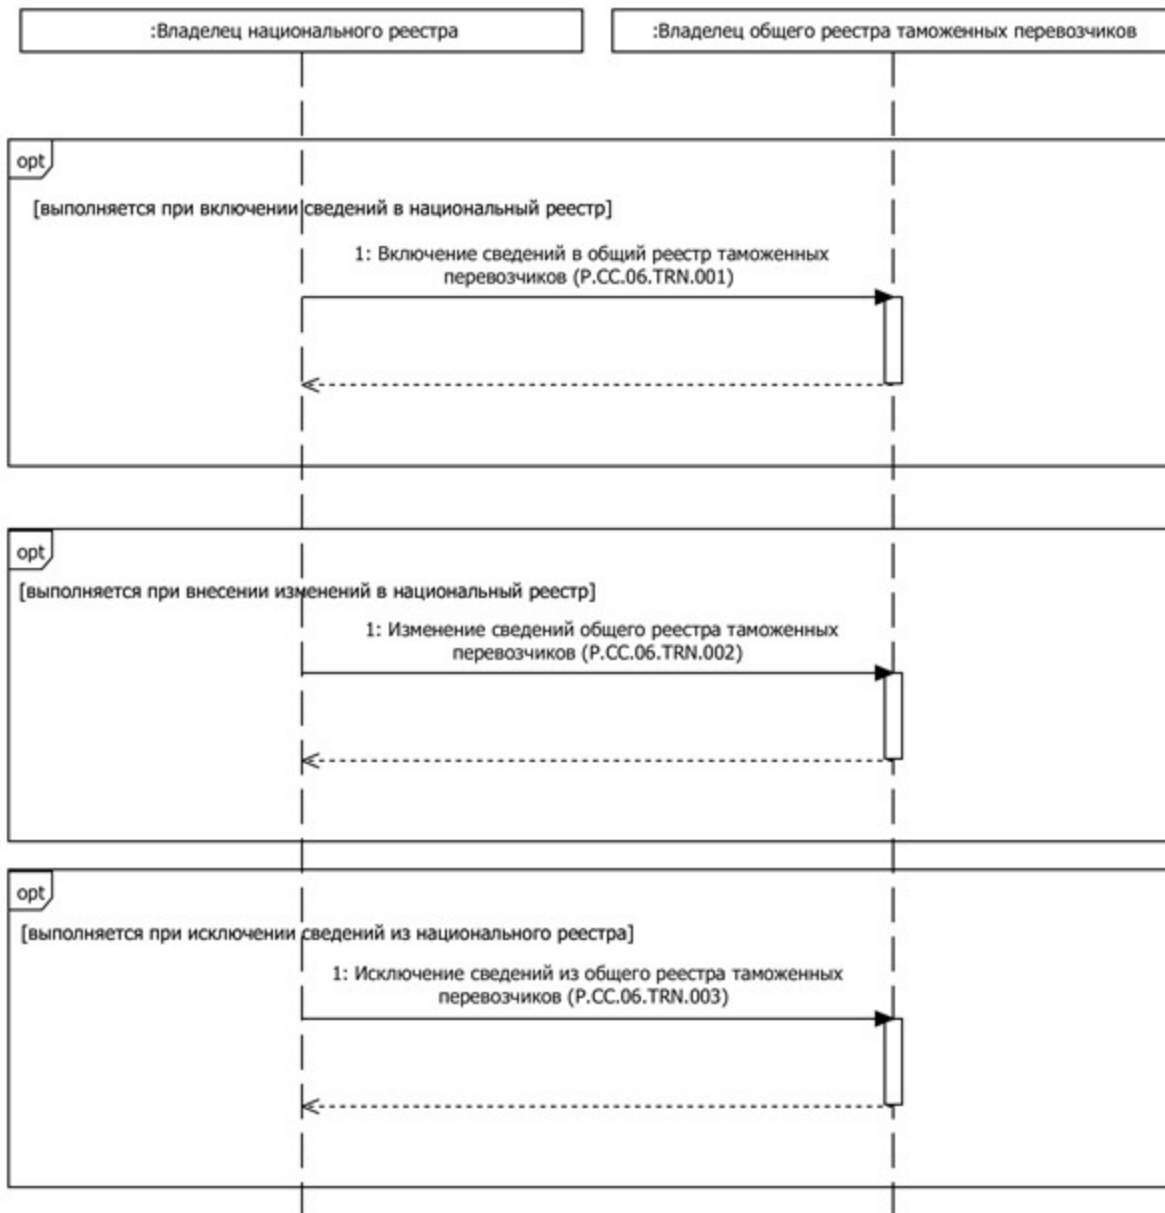 :Владелец национального реестра
:Владелец общего реестра таможенных перевозчиков
opt
[выполняется при включении сведений в национальный реестр]
1: Включение сведений в общий реестр таможенных
перевозчиков (P.CC.06.TRN.001)
opt
[выполняется при внесении изменений в национальный реестр]
1: Изменение сведений общего реестра таможенных
перевозчиков (P.CC.06.TRN.002)
opt
[выполняется при исключении сведений из национального реестра]
1: Исключение сведений из общего реестра таможенных
перевозчиков (P.CC.06.TRN.003)